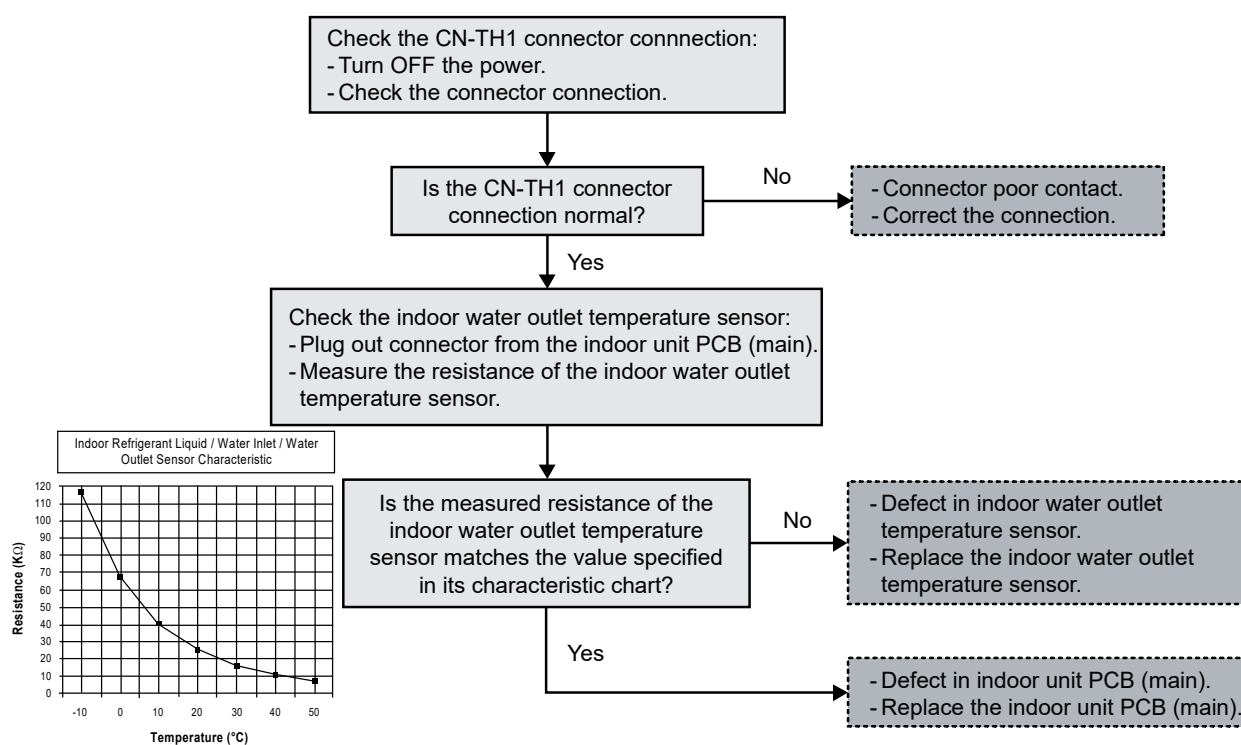 Check the CN-TH1 connector connnection:
- Turn OFF the power.
- Check the connector connection.
Is the CN-TH1 connector
connection normal?
No
- Connector poor contact.
- Correct the connection.
Yes
Check the indoor water outlet temperature sensor:
- Plug out connector from the indoor unit PCB (main).
- Measure the resistance of the indoor water outlet
temperature sensor.
Indoor Refrigerant Liquid / Water Inlet / Water
Outlet Sensor Characteristic
Resistance (KΩ)
120
110
100
90
80
70
60
50
40
30
20
10
0
-10 0 10 20 30 40 50
Temperature (°C)
Is the measured resistance of the
indoor water outlet temperature
sensor matches the value specified
in its characteristic chart?
No
- Defect in indoor water outlet
temperature sensor.
- Replace the indoor water outlet
temperature sensor.
Yes
- Defect in indoor unit PCB (main).
- Replace the indoor unit PCB (main).